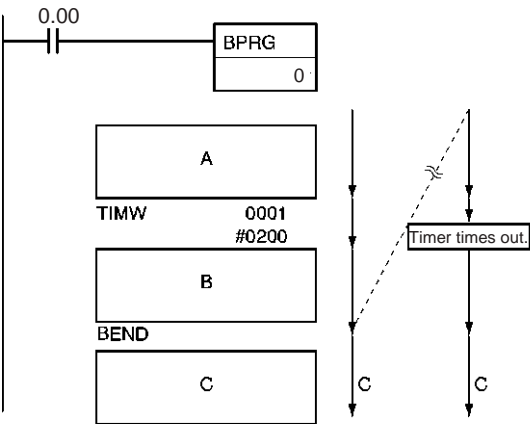 0.00
BPRG
0
A
TIMW 0001
#0200
Timer times out.
B
BEND
C C C